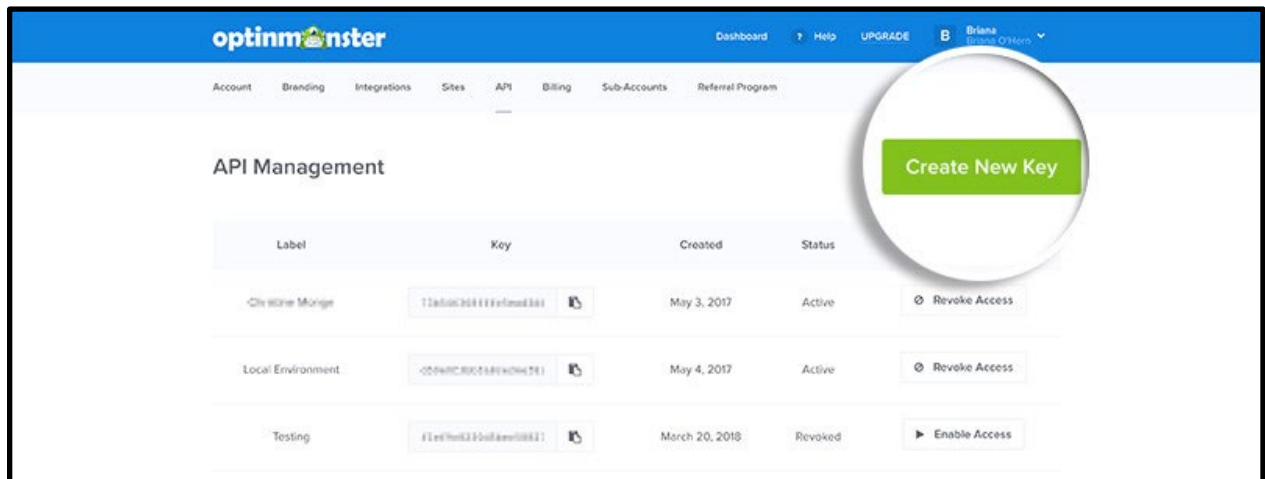 optinmonster
Dashboard ? Help UPGRADE B Briana
Briana O'Hern
Account Branding Integrations Sites API Billing Sub-Accounts Referral Program
API Management
Create New Key
Label Key Created Status
May 3, 2017 Active Revoke Access
Local Environment May 4, 2017 Active Revoke Access
Testing March 20, 2018 Revoked Enable Access